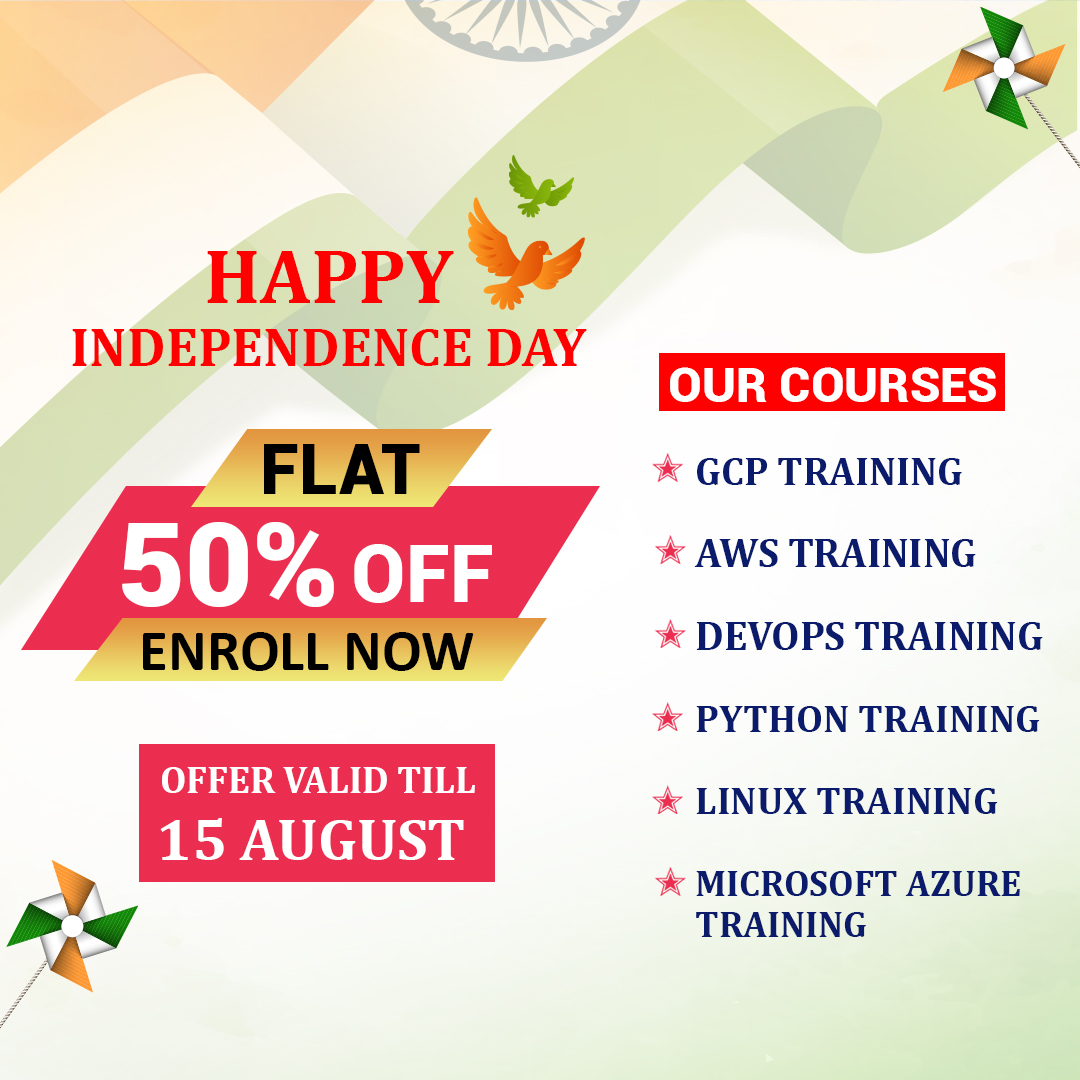 HAPPY
INDEPENDENCE DAY
FLAT
50% OFF
ENROLL NOW
OFFER VALID TILL
15 AUGUST
OUR COURSES
GCP TRAINING
AWS TRAINING
DEVOPS TRAINING
PYTHON TRAINING
LINUX TRAINING
MICROSOFT AZURE
TRAINING